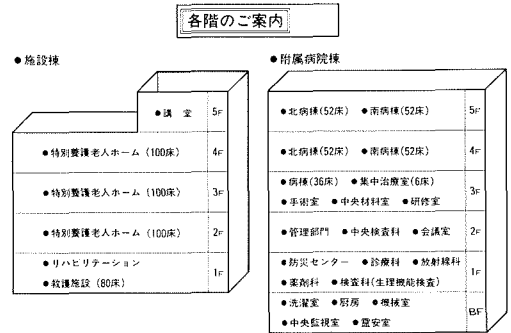 各階のご案内
●施設棟
●講室 5F
●特別養護老人ホーム (100床) 4F
●特別養護老人ホーム (100床) 3F
●特別養護老人ホーム (100床) 2F
●リハビリテーション
●救護施設 (80床) 1F
●附属病院棟
●北病棟(52床) ●南病棟(52床) 5F
●北病棟(52床) ●南病棟(52床) 4F
●病棟(36床) ●集中治療室(6床)
●手術室 ●中央材料室 ●研修室 3F
●管理部門 ●中央検査科 ●会議室 2F
●防災センター ●診療科 ●放射線科
●薬剤科 ●検査科(生理機能検査) 1F
●洗濯室 ●厨房 ●機械室
●中央監視室 ●霊安室 BF